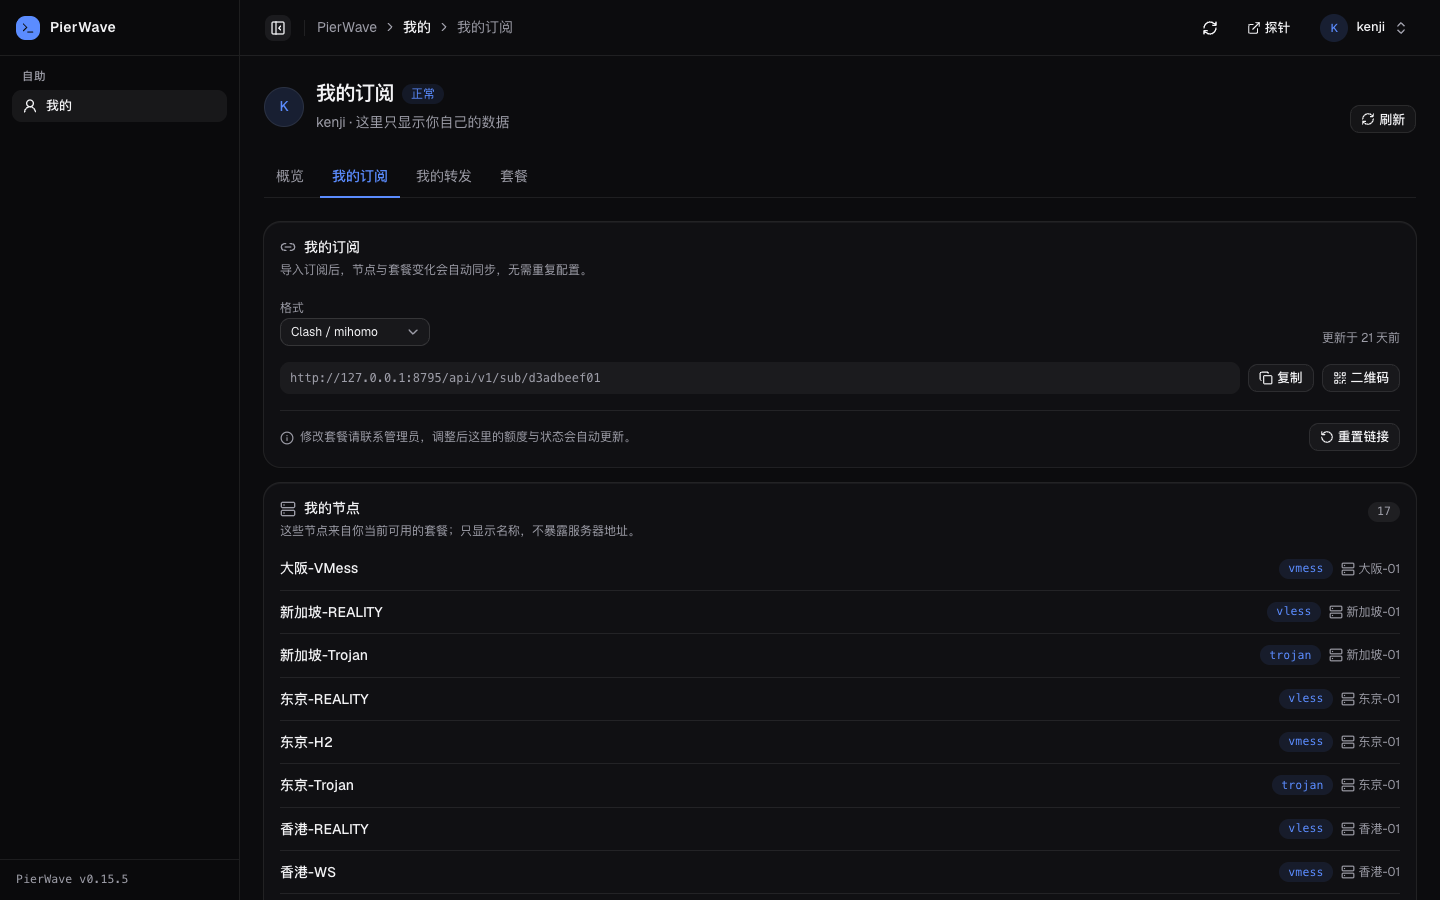 PierWave
自助
我的
PierWave v0.15.5
PierWave > 我的 > 我的订阅
探针
K kenji
K
我的订阅 正常
kenji · 这里只显示你自己的数据
刷新
概览 我的订阅 我的转发 套餐
我的订阅
导入订阅后，节点与套餐变化会自动同步，无需重复配置。
格式
Clash / mihomo
更新于 21 天前
http://127.0.0.1:8795/api/v1/sub/d3adbeef01
复制 二维码
修改套餐请联系管理员，调整后这里的额度与状态会自动更新。
重置链接
我的节点 17
这些节点来自你当前可用的套餐；只显示名称，不暴露服务器地址。
大阪-VMess vmess 大阪-01
新加坡-REALITY vless 新加坡-01
新加坡-Trojan trojan 新加坡-01
东京-REALITY vless 东京-01
东京-H2 vmess 东京-01
东京-Trojan trojan 东京-01
香港-REALITY vless 香港-01
香港-WS vmess 香港-01